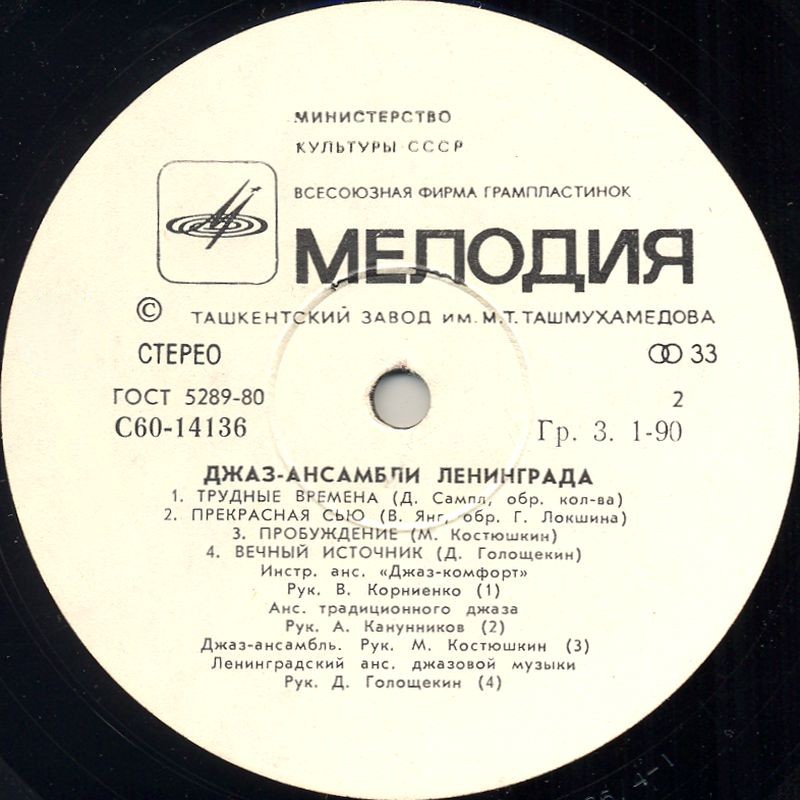 МИНИСТЕРСТВО
КУЛЬТУРЫ СССР
ВСЕСОЮЗНАЯ ФИРМА ГРАМПЛАСТИНОК
МЕЛОДИЯ
© ТАШКЕНТСКИЙ ЗАВОД ИМ. М.Т. ТАШМУХАМЕДОВА
СТЕРЕО 33
ГОСТ 5289-80 2
С60-14136 Гр. 3. 1-90
ДЖАЗ-АНСАМБЛИ ЛЕНИНГРАДА
1. ТРУДНЫЕ ВРЕМЕНА (Д. Сампл, обр. кол-ва)
2. ПРЕКРАСНАЯ СЬЮ (В. Янг, обр. Г. Локшина)
3. ПРОБУЖДЕНИЕ (М. Костюшкин)
4. ВЕЧНЫЙ ИСТОЧНИК (Д. Голощекин)
Инстр. анс. «Джаз-комфорт»
Рук. В. Корниенко (1)
Анс. традиционного джаза
Рук. А. Канунников (2)
Джаз-ансамбль. Рук. М. Костюшкин (3)
Ленинградский анс. джазовой музыки
Рук. Д. Голощекин (4)